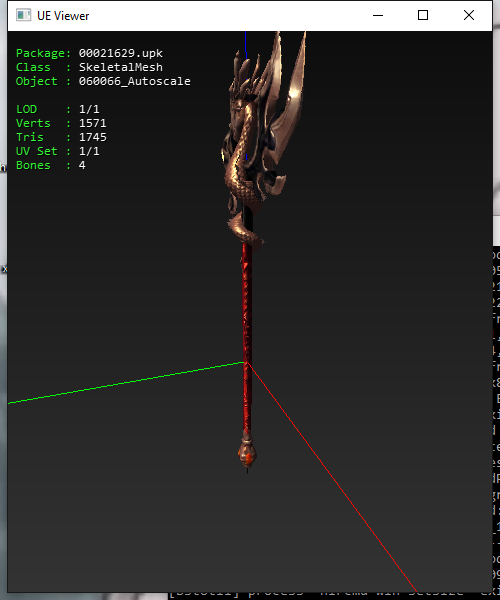 UE Viewer
Package: 00021629.upk
Class : SkeletalMesh
Object : 060066_Autoscale
LOD : 1/1
Verts : 1571
Tris : 1745
UV Set : 1/1
Bones : 4